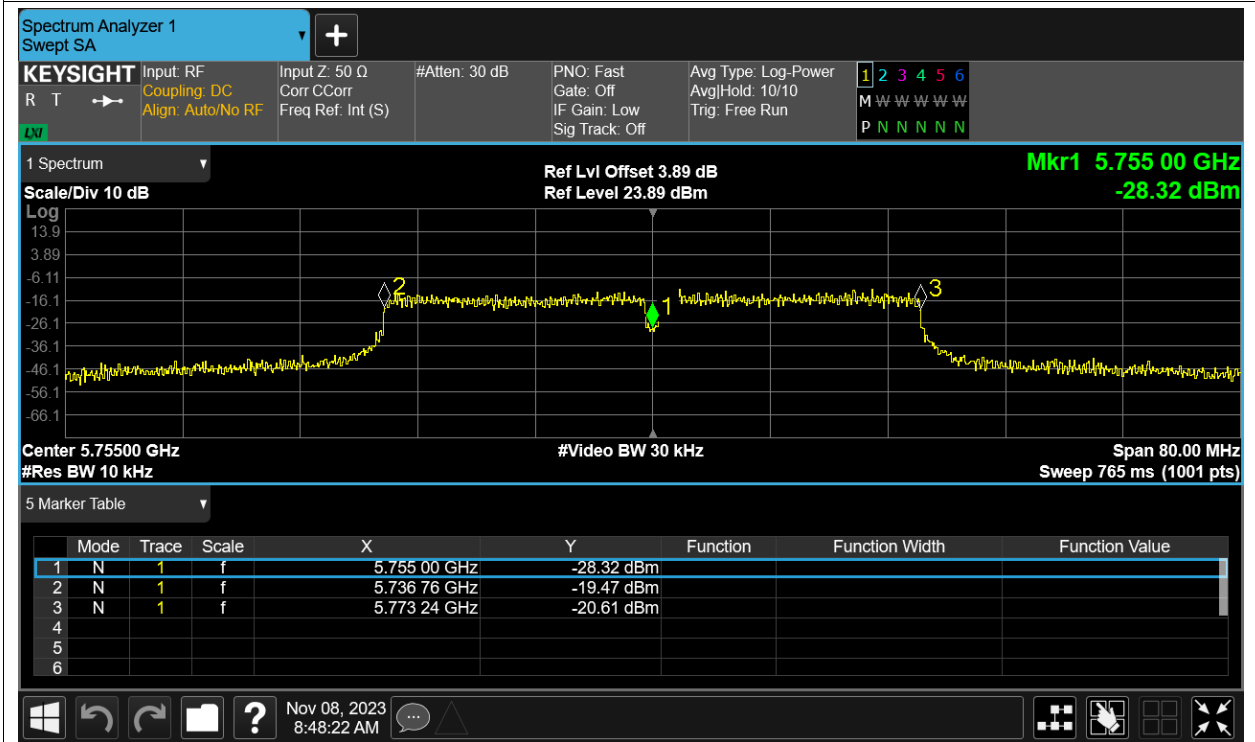 Spectrum Analyzer 1
Swept SA
+
KEYSIGHT
R T
LXI
Input: RF
Coupling: DC
Align: Auto/No RF
Input Z: 50 Ω
Corr CCorr
Freq Ref: Int (S)
#Atten: 30 dB
PNO: Fast
Gate: Off
IF Gain: Low
Sig Track: Off
Avg Type: Log-Power
Avg|Hold: 10/10
Trig: Free Run
1 2 3 4 5 6
M W W W W W
P N N N N N
1 Spectrum
Scale/Div 10 dB
Ref Lvl Offset 3.89 dB
Ref Level 23.89 dBm
Mkr1 5.755 00 GHz
-28.32 dBm
Log
13.9
3.89
-6.11
-16.1
-26.1
-36.1
-46.1
-56.1
-66.1
2
1
3
Center 5.75500 GHz
#Video BW 30 kHz
Span 80.00 MHz
#Res BW 10 kHz
Sweep 765 ms (1001 pts)
5 Marker Table
Mode Trace Scale X Y Function Function Width Function Value
1 N 1 f 5.755 00 GHz -28.32 dBm
2 N 1 f 5.736 76 GHz -19.47 dBm
3 N 1 f 5.773 24 GHz -20.61 dBm
4
5
6
?
Nov 08, 2023
8:48:22 AM